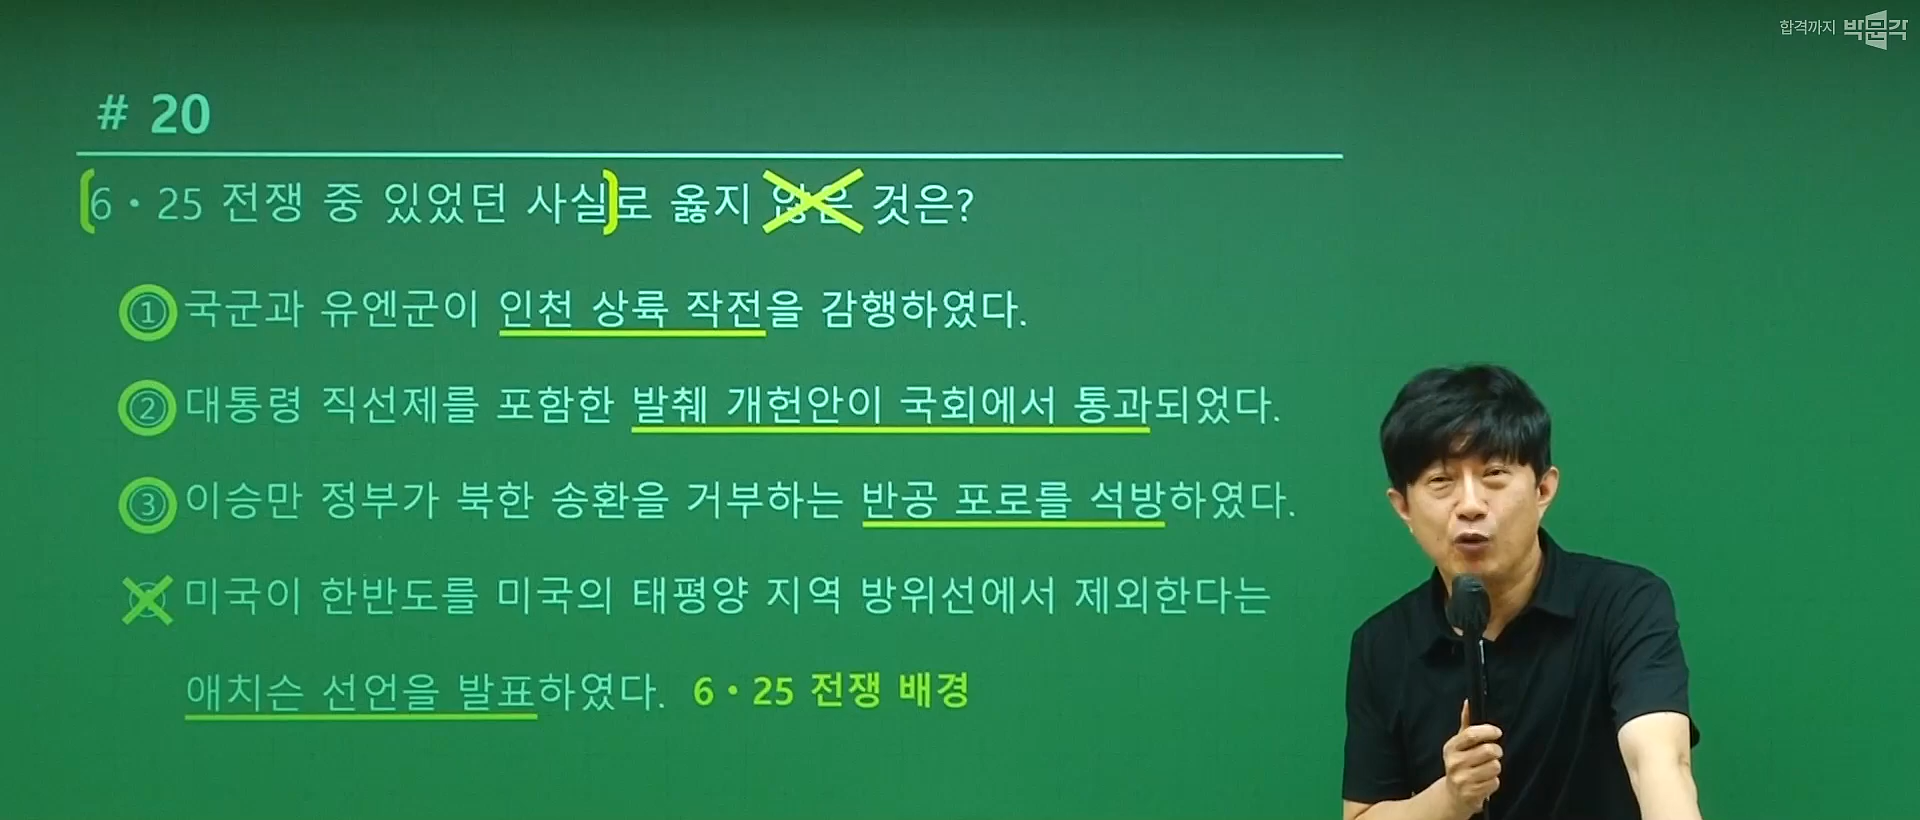 합격까지 박문각
# 20
6·25 전쟁 중 있었던 사실로 옳지 않은 것은?
① 국군과 유엔군이 인천 상륙 작전을 감행하였다.
② 대통령 직선제를 포함한 발췌 개헌안이 국회에서 통과되었다.
③ 이승만 정부가 북한 송환을 거부하는 반공 포로를 석방하였다.
미국이 한반도를 미국의 태평양 지역 방위선에서 제외한다는
애치슨 선언을 발표하였다. 6·25 전쟁 배경